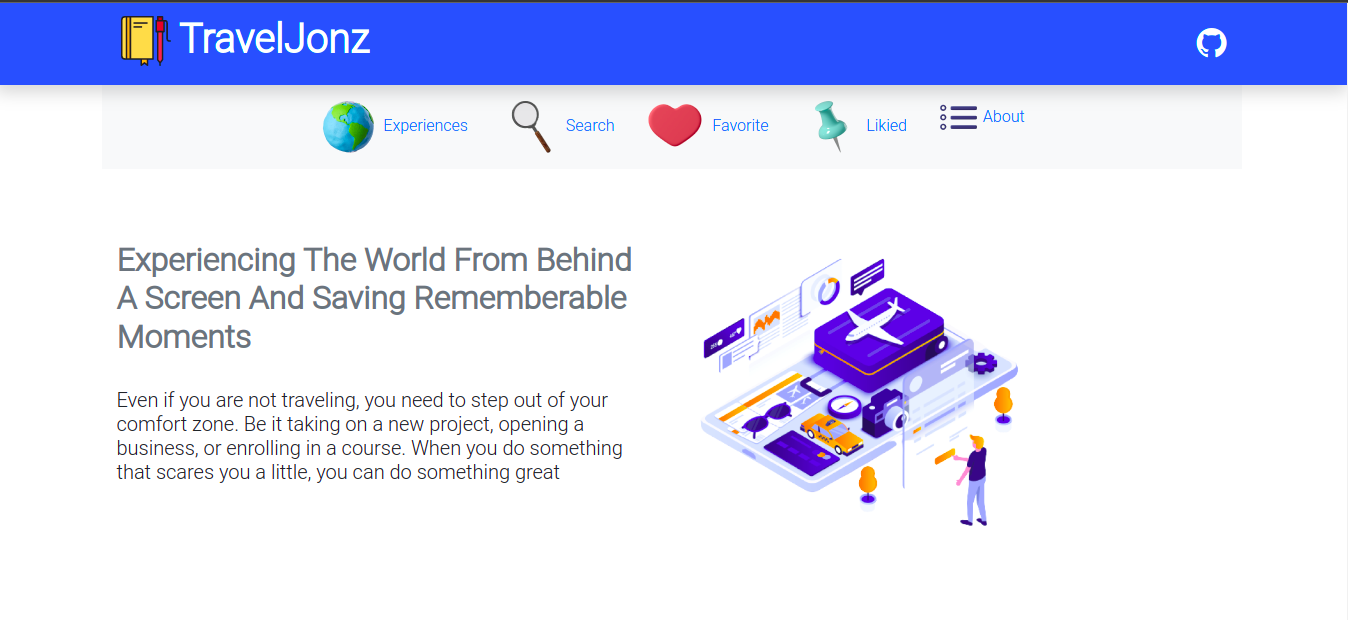 TravelJonz
Experiences
Search
Favorite
Likied
About
Experiencing The World From Behind
A Screen And Saving Rememberable
Moments
Even if you are not traveling, you need to step out of your
comfort zone. Be it taking on a new project, opening a
business, or enrolling in a course. When you do something
that scares you a little, you can do something great